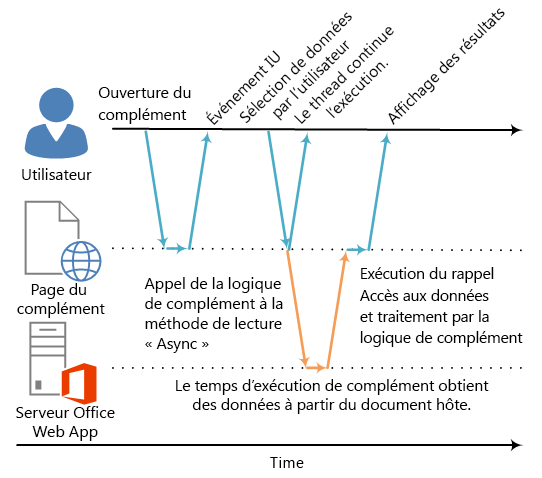 Ouverture du
complément
Événement IU
Sélection de données
par l'utilisateur
Le thread continue
l'exécution.
Affichage des résultats
Utilisateur
Page du
complément
Appel de la logique
de complément à la
méthode de lecture
« Async »
Exécution du rappel
Accès aux données
et traitement par la
logique de complément
Serveur Office
Web App
Le temps d'exécution de complément obtient
des données à partir du document hôte.
Time